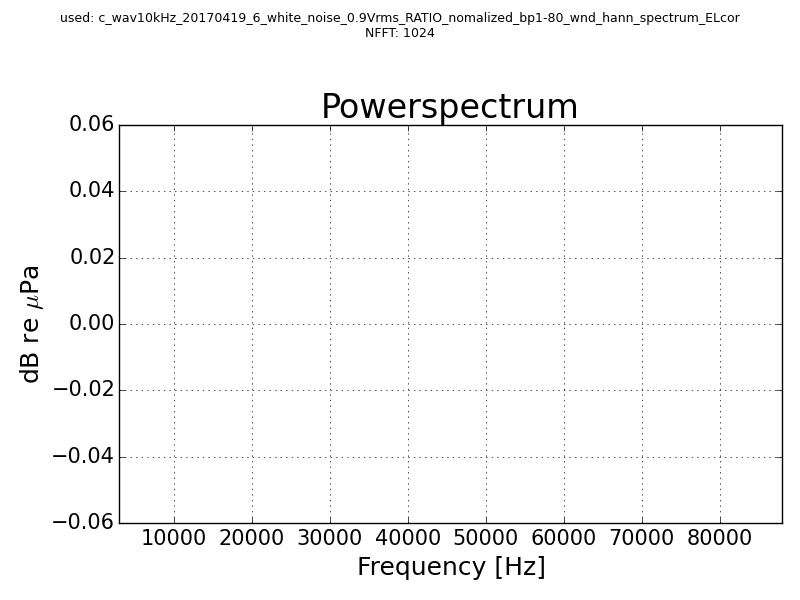 used: c_wav10kHz_20170419_6_white_noise_0.9Vrms_RATIO_nomalized_bp1-80_wnd_hann_spectrum_ELcor
NFFT: 1024
Powerspectrum
0.06
0.04
0.02
0.00
−0.02
−0.04
−0.06
dB re μPa
10000 20000 30000 40000 50000 60000 70000 80000
Frequency [Hz]